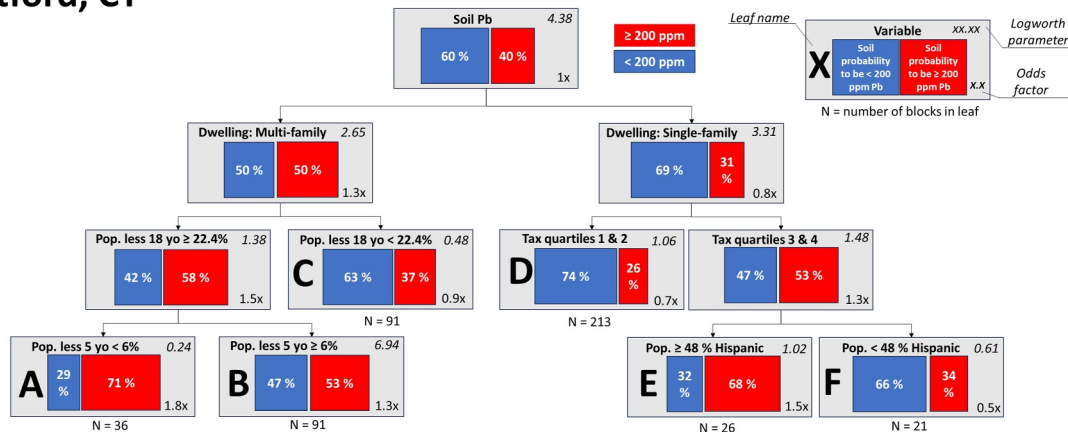 tford, CT
Soil Pb 4.38
60 % 40 %
1x
≥ 200 ppm
< 200 ppm
Leaf name
Variable xx.xx
Logworth
parameter
X
Soil
probability
to be < 200
ppm Pb
Soil
probability
to be ≥ 200
ppm Pb
x.x
Odds
factor
N = number of blocks in leaf
Dwelling: Multi-family 2.65
50 % 50 %
1.3x
Dwelling: Single-family 3.31
69 % 31
%
0.8x
Pop. less 18 yo ≥ 22.4% 1.38
42 % 58 %
1.5x
Pop. less 18 yo < 22.4% 0.48
C 63 % 37 %
0.9x
N = 91
Tax quartiles 1 & 2 1.06
D 74 % 26
%
0.7x
N = 213
Tax quartiles 3 & 4 1.48
47 % 53 %
1.3x
Pop. less 5 yo < 6% 0.24
A 29
% 71 %
1.8x
N = 36
Pop. less 5 yo ≥ 6% 6.94
B 47 % 53 %
1.3x
N = 91
Pop. ≥ 48 % Hispanic 1.02
E 32
% 68 %
1.5x
N = 26
Pop. < 48 % Hispanic 0.61
F 66 % 34
%
0.5x
N = 21